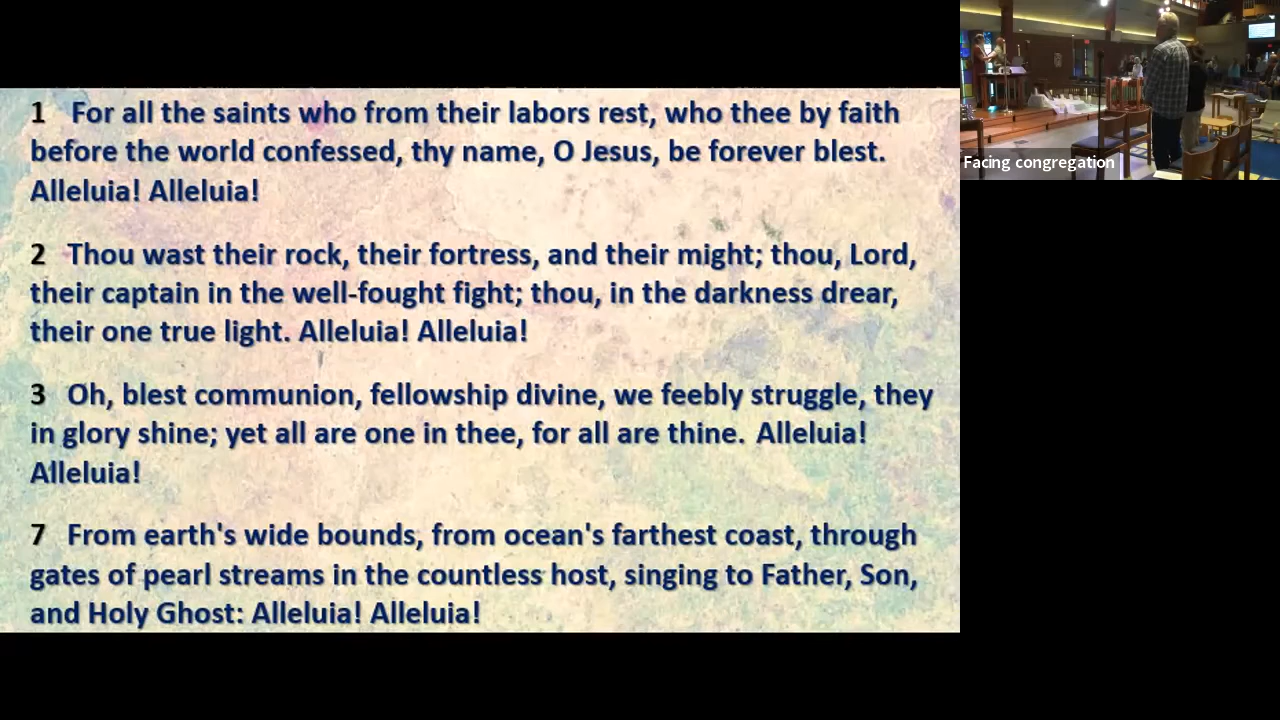 1 For all the saints who from their labors rest, who thee by faith
before the world confessed, thy name, O Jesus, be forever blest.
Alleluia! Alleluia!
2 Thou wast their rock, their fortress, and their might; thou, Lord,
their captain in the well-fought fight; thou, in the darkness drear,
their one true light. Alleluia! Alleluia!
3 Oh, blest communion, fellowship divine, we feebly struggle, they
in glory shine; yet all are one in thee, for all are thine. Alleluia!
Alleluia!
7 From earth's wide bounds, from ocean's farthest coast, through
gates of pearl streams in the countless host, singing to Father, Son,
and Holy Ghost: Alleluia! Alleluia!
Facing congregation